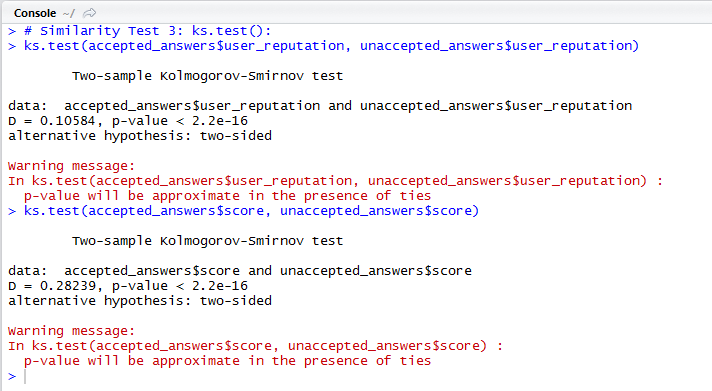 Console ~/
> # Similarity Test 3: ks.test():
> ks.test(accepted_answers$user_reputation, unaccepted_answers$user_reputation)
Two-sample Kolmogorov-Smirnov test
data:  accepted_answers$user_reputation and unaccepted_answers$user_reputation
D = 0.10584, p-value < 2.2e-16
alternative hypothesis: two-sided
Warning message:
In ks.test(accepted_answers$user_reputation, unaccepted_answers$user_reputation) :
  p-value will be approximate in the presence of ties
> ks.test(accepted_answers$score, unaccepted_answers$score)
Two-sample Kolmogorov-Smirnov test
data:  accepted_answers$score and unaccepted_answers$score
D = 0.28239, p-value < 2.2e-16
alternative hypothesis: two-sided
Warning message:
In ks.test(accepted_answers$score, unaccepted_answers$score) :
  p-value will be approximate in the presence of ties
>